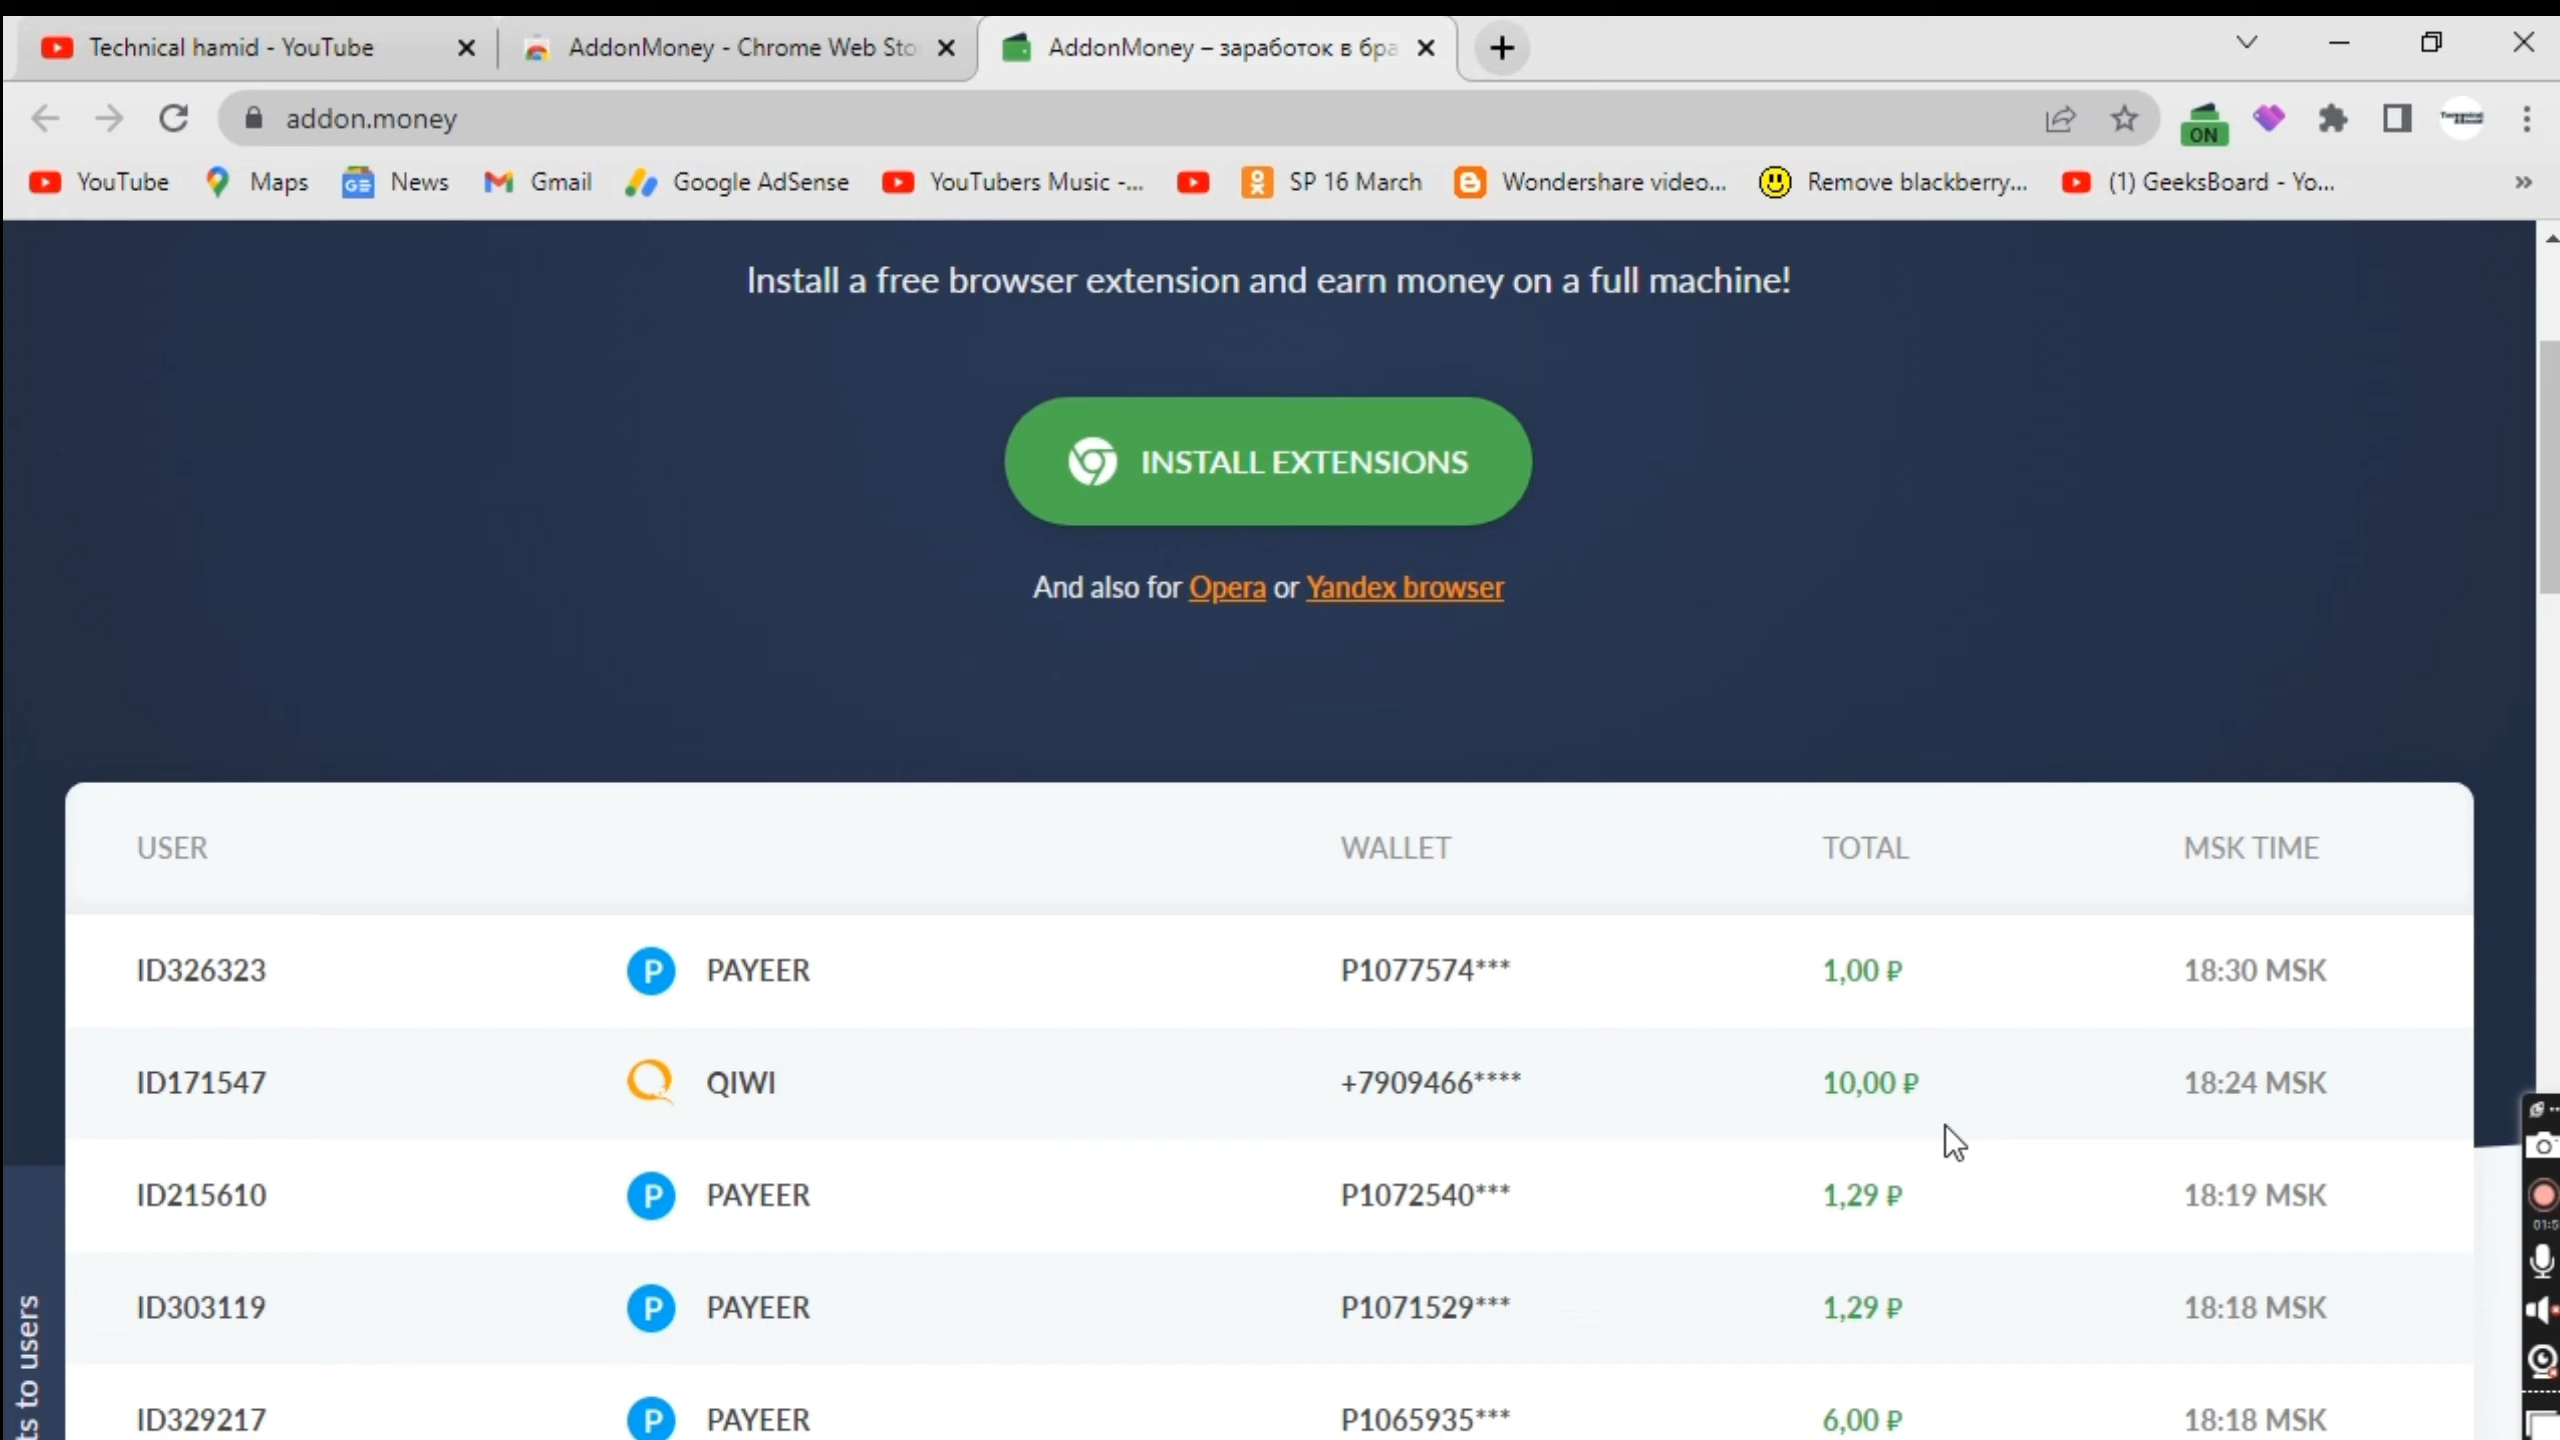 Technical hamid - YouTube
AddonMoney - Chrome Web Sto
AddonMoney – заработок в бра
addon.money
ON
YouTube
Maps
News
Gmail
Google AdSense
YouTubers Music -...
SP 16 March
Wondershare video...
Remove blackberry...
(1) GeeksBoard - Yo...
»
Install a free browser extension and earn money on a full machine!
INSTALL EXTENSIONS
And also for Opera or Yandex browser
USER WALLET TOTAL MSK TIME
ID326323 P PAYEER P1077574*** 1,00 ₽ 18:30 MSK
ID171547 QIWI +7909466**** 10,00 ₽ 18:24 MSK
ID215610 P PAYEER P1072540*** 1,29 ₽ 18:19 MSK
ID303119 P PAYEER P1071529*** 1,29 ₽ 18:18 MSK
ID329217 P PAYEER P1065935*** 6,00 ₽ 18:18 MSK
ts to users
01:5